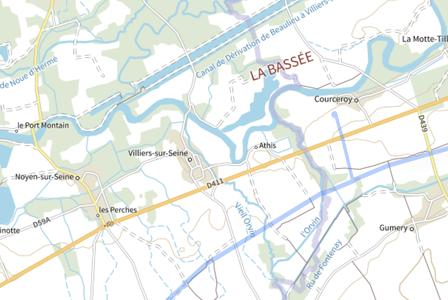 Canal de Dérivation de Beaulieu à Villiers-s
de Noue d'Hermé
LA BASSÉE
La Motte-Till
Courceroy
le Port Montain
D439
Villiers-sur-Seine
Athis
Noyen-sur-Seine
D411
les Perches
D59A
Vieil Orvin
l'Orvin
Gumery
Ru de Fontenay